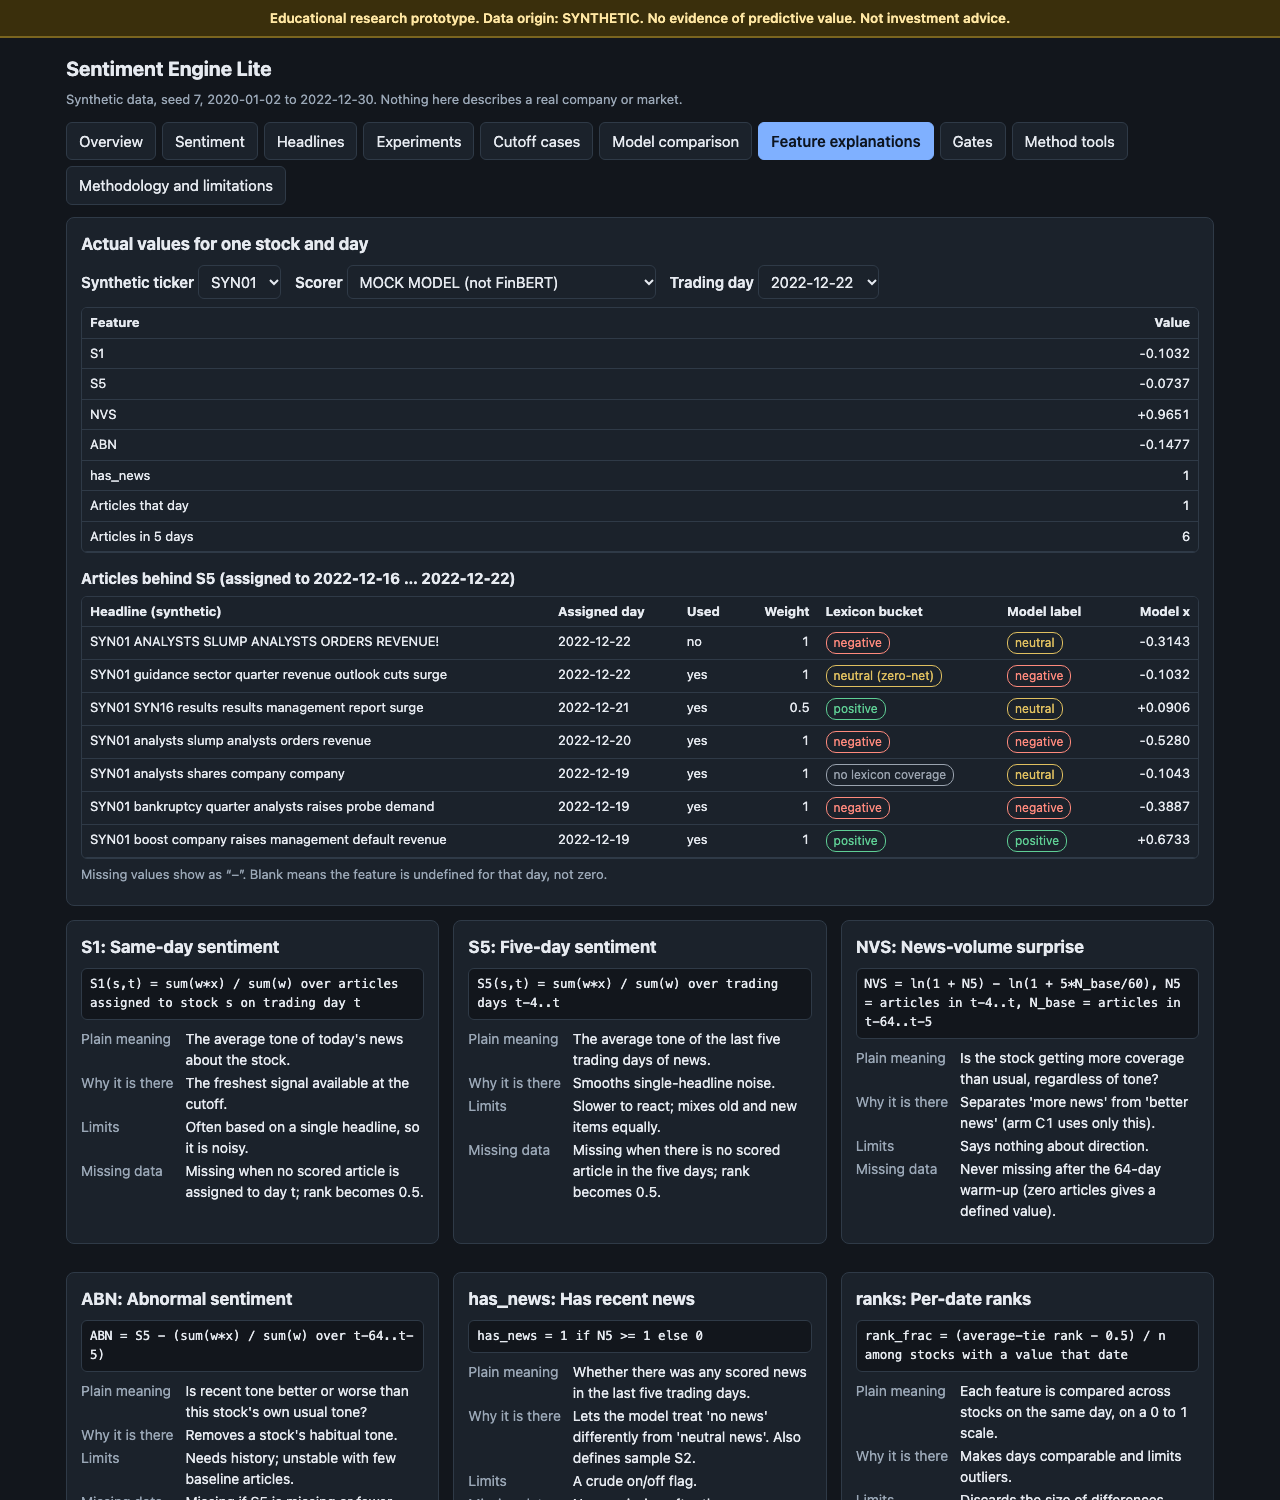 Educational research prototype. Data origin: SYNTHETIC. No evidence of predictive value. Not investment advice.
Sentiment Engine Lite
Synthetic data, seed 7, 2020-01-02 to 2022-12-30. Nothing here describes a real company or market.
Overview Sentiment Headlines Experiments Cutoff cases Model comparison Feature explanations Gates Method tools
Methodology and limitations
Actual values for one stock and day
Synthetic ticker SYN01 Scorer MOCK MODEL (not FinBERT) Trading day 2022-12-22
Feature Value
S1 -0.1032
S5 -0.0737
NVS +0.9651
ABN -0.1477
has_news 1
Articles that day 1
Articles in 5 days 6
Articles behind S5 (assigned to 2022-12-16 ... 2022-12-22)
Headline (synthetic) Assigned day Used Weight Lexicon bucket Model label Model x
SYN01 ANALYSTS SLUMP ANALYSTS ORDERS REVENUE! 2022-12-22 no 1 negative neutral -0.3143
SYN01 guidance sector quarter revenue outlook cuts surge 2022-12-22 yes 1 neutral (zero-net) negative -0.1032
SYN01 SYN16 results results management report surge 2022-12-21 yes 0.5 positive neutral +0.0906
SYN01 analysts slump analysts orders revenue 2022-12-20 yes 1 negative negative -0.5280
SYN01 analysts shares company company 2022-12-19 yes 1 no lexicon coverage neutral -0.1043
SYN01 bankruptcy quarter analysts raises probe demand 2022-12-19 yes 1 negative negative -0.3887
SYN01 boost company raises management default revenue 2022-12-19 yes 1 positive positive +0.6733
Missing values show as “–”. Blank means the feature is undefined for that day, not zero.
S1: Same-day sentiment
S1(s,t) = sum(w*x) / sum(w) over articles
assigned to stock s on trading day t
Plain meaning The average tone of today's news
about the stock.
Why it is there The freshest signal available at the
cutoff.
Limits Often based on a single headline, so
it is noisy.
Missing data Missing when no scored article is
assigned to day t; rank becomes 0.5.
S5: Five-day sentiment
S5(s,t) = sum(w*x) / sum(w) over trading
days t-4..t
Plain meaning The average tone of the last five
trading days of news.
Why it is there Smooths single-headline noise.
Limits Slower to react; mixes old and new
items equally.
Missing data Missing when there is no scored
article in the five days; rank
becomes 0.5.
NVS: News-volume surprise
NVS = ln(1 + N5) - ln(1 + 5*N_base/60), N5
= articles in t-4..t, N_base = articles in
t-64..t-5
Plain meaning Is the stock getting more coverage
than usual, regardless of tone?
Why it is there Separates 'more news' from 'better
news' (arm C1 uses only this).
Limits Says nothing about direction.
Missing data Never missing after the 64-day
warm-up (zero articles gives a
defined value).
ABN: Abnormal sentiment
ABN = S5 - (sum(w*x) / sum(w) over t-64..t-
5)
Plain meaning Is recent tone better or worse than
this stock's own usual tone?
Why it is there Removes a stock's habitual tone.
Limits Needs history; unstable with few
baseline articles.
has_news: Has recent news
has_news = 1 if N5 >= 1 else 0
Plain meaning Whether there was any scored news
in the last five trading days.
Why it is there Lets the model treat 'no news'
differently from 'neutral news'. Also
defines sample S2.
Limits A crude on/off flag.
ranks: Per-date ranks
rank_frac = (average-tie rank - 0.5) / n
among stocks with a value that date
Plain meaning Each feature is compared across
stocks on the same day, on a 0 to 1
scale.
Why it is there Makes days comparable and limits
outliers.